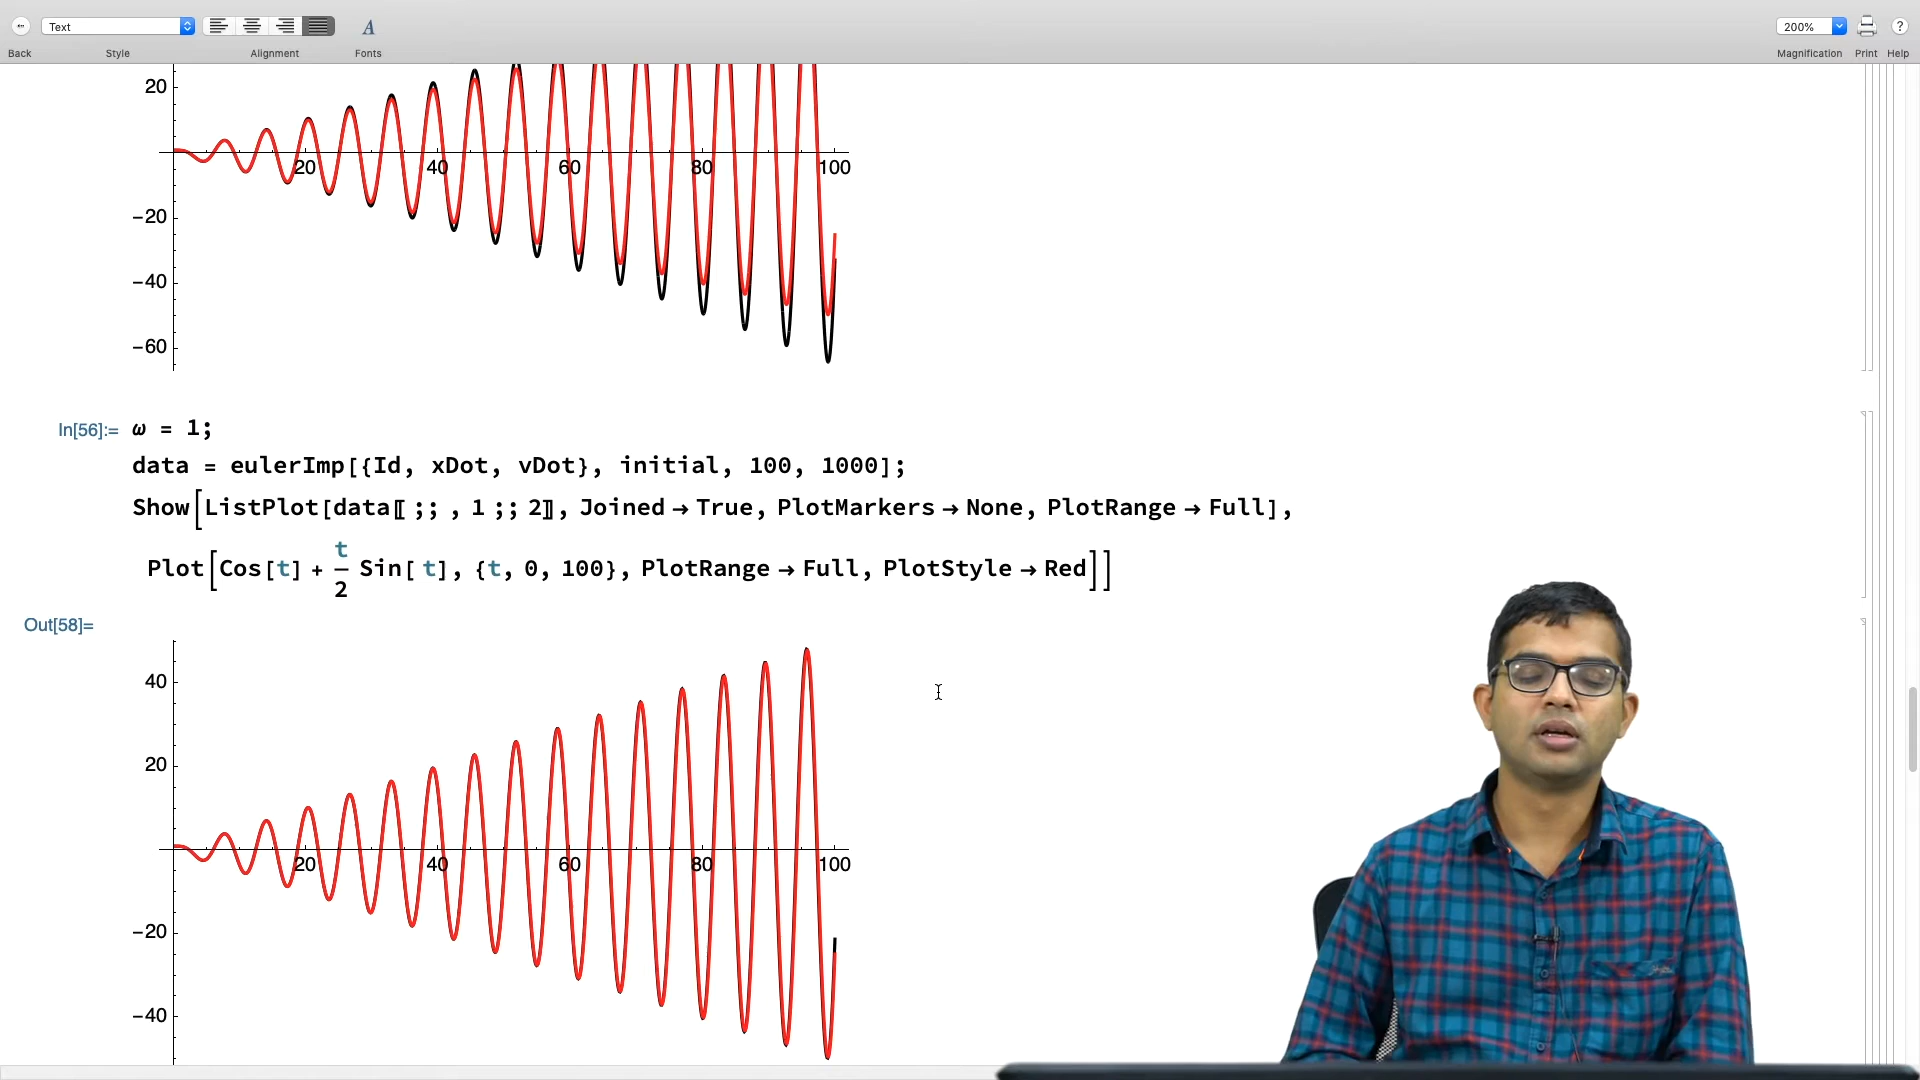 Text
200%
?
Back
Style
Alignment
Fonts
Magnification
Print
Help
20
20
40
60
80
100
−20
−40
−60
In[56]:= ω = 1;
data = eulerImp[{Id, xDot, vDot}, initial, 100, 1000];
Show[ListPlot[data〚 ;; , 1 ;; 2〛, Joined → True, PlotMarkers → None, PlotRange → Full],
Plot[Cos[t] + t/2 Sin[ t], {t, 0, 100}, PlotRange → Full, PlotStyle → Red]]
Out[58]=
40
20
20
40
60
80
100
−20
−40